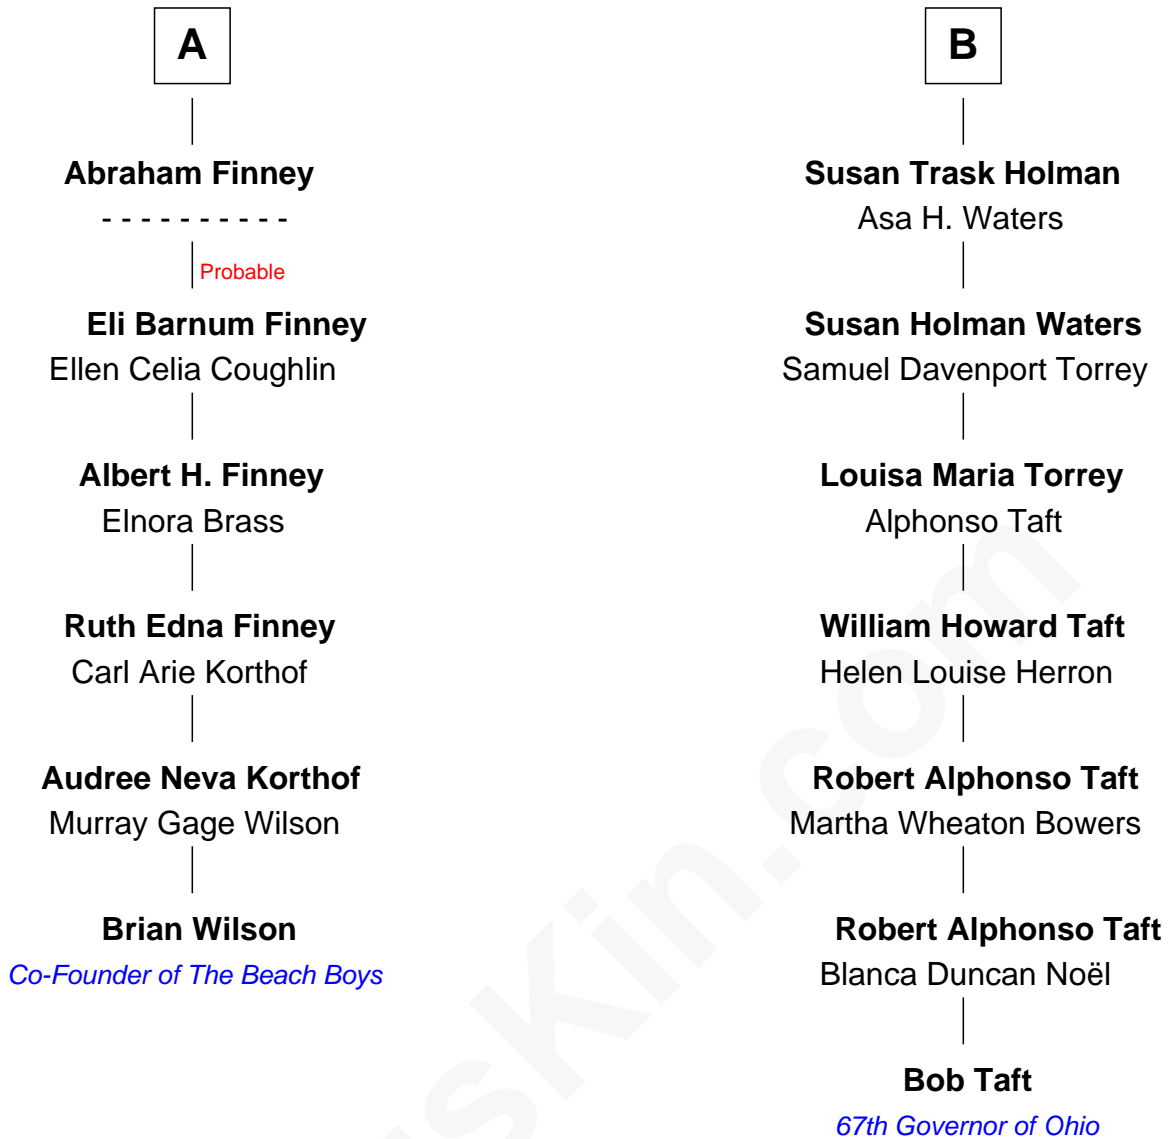 A
Abraham Finney
- - - - - - - - - -
Probable
Eli Barnum Finney
Ellen Celia Coughlin
Albert H. Finney
Elnora Brass
Ruth Edna Finney
Carl Arie Korthof
Audree Neva Korthof
Murray Gage Wilson
Brian Wilson
Co-Founder of The Beach Boys
B
Susan Trask Holman
Asa H. Waters
Susan Holman Waters
Samuel Davenport Torrey
Louisa Maria Torrey
Alphonso Taft
William Howard Taft
Helen Louise Herron
Robert Alphonso Taft
Martha Wheaton Bowers
Robert Alphonso Taft
Blanca Duncan Noël
Bob Taft
67th Governor of Ohio